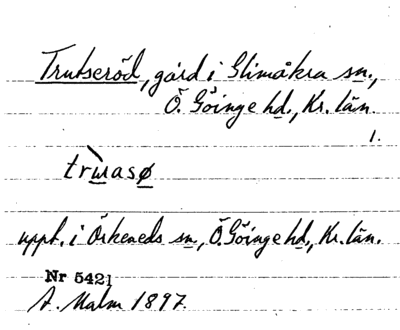 Trutseröd, gård i Glimåkra sn.,
Ö. Göinge hd., Kr. län.
1.
trùasø
uppt. i Örkeneds sn., Ö. Göinge hd., Kr. län.
Nr 5421
A. Malm 1897.